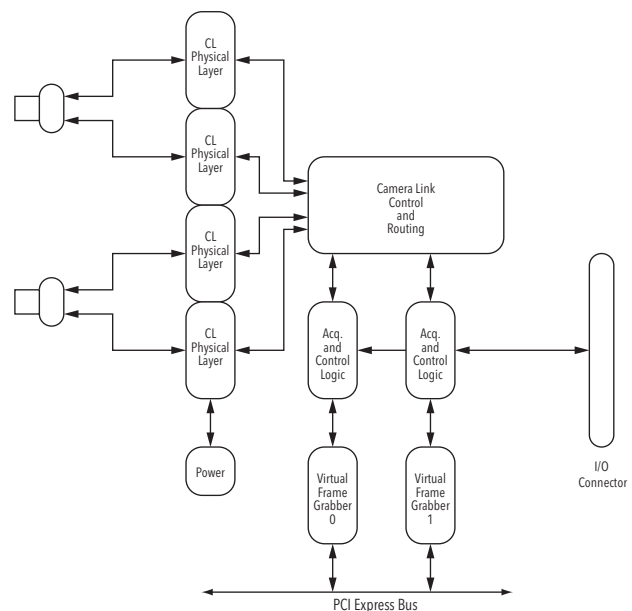 CL
Physical
Layer
CL
Physical
Layer
CL
Physical
Layer
CL
Physical
Layer
Power
Camera Link
Control
and
Routing
Acq.
and
Control
Logic
Acq.
and
Control
Logic
Virtual
Frame
Grabber
0
Virtual
Frame
Grabber
1
I/O
Connector
PCI Express Bus